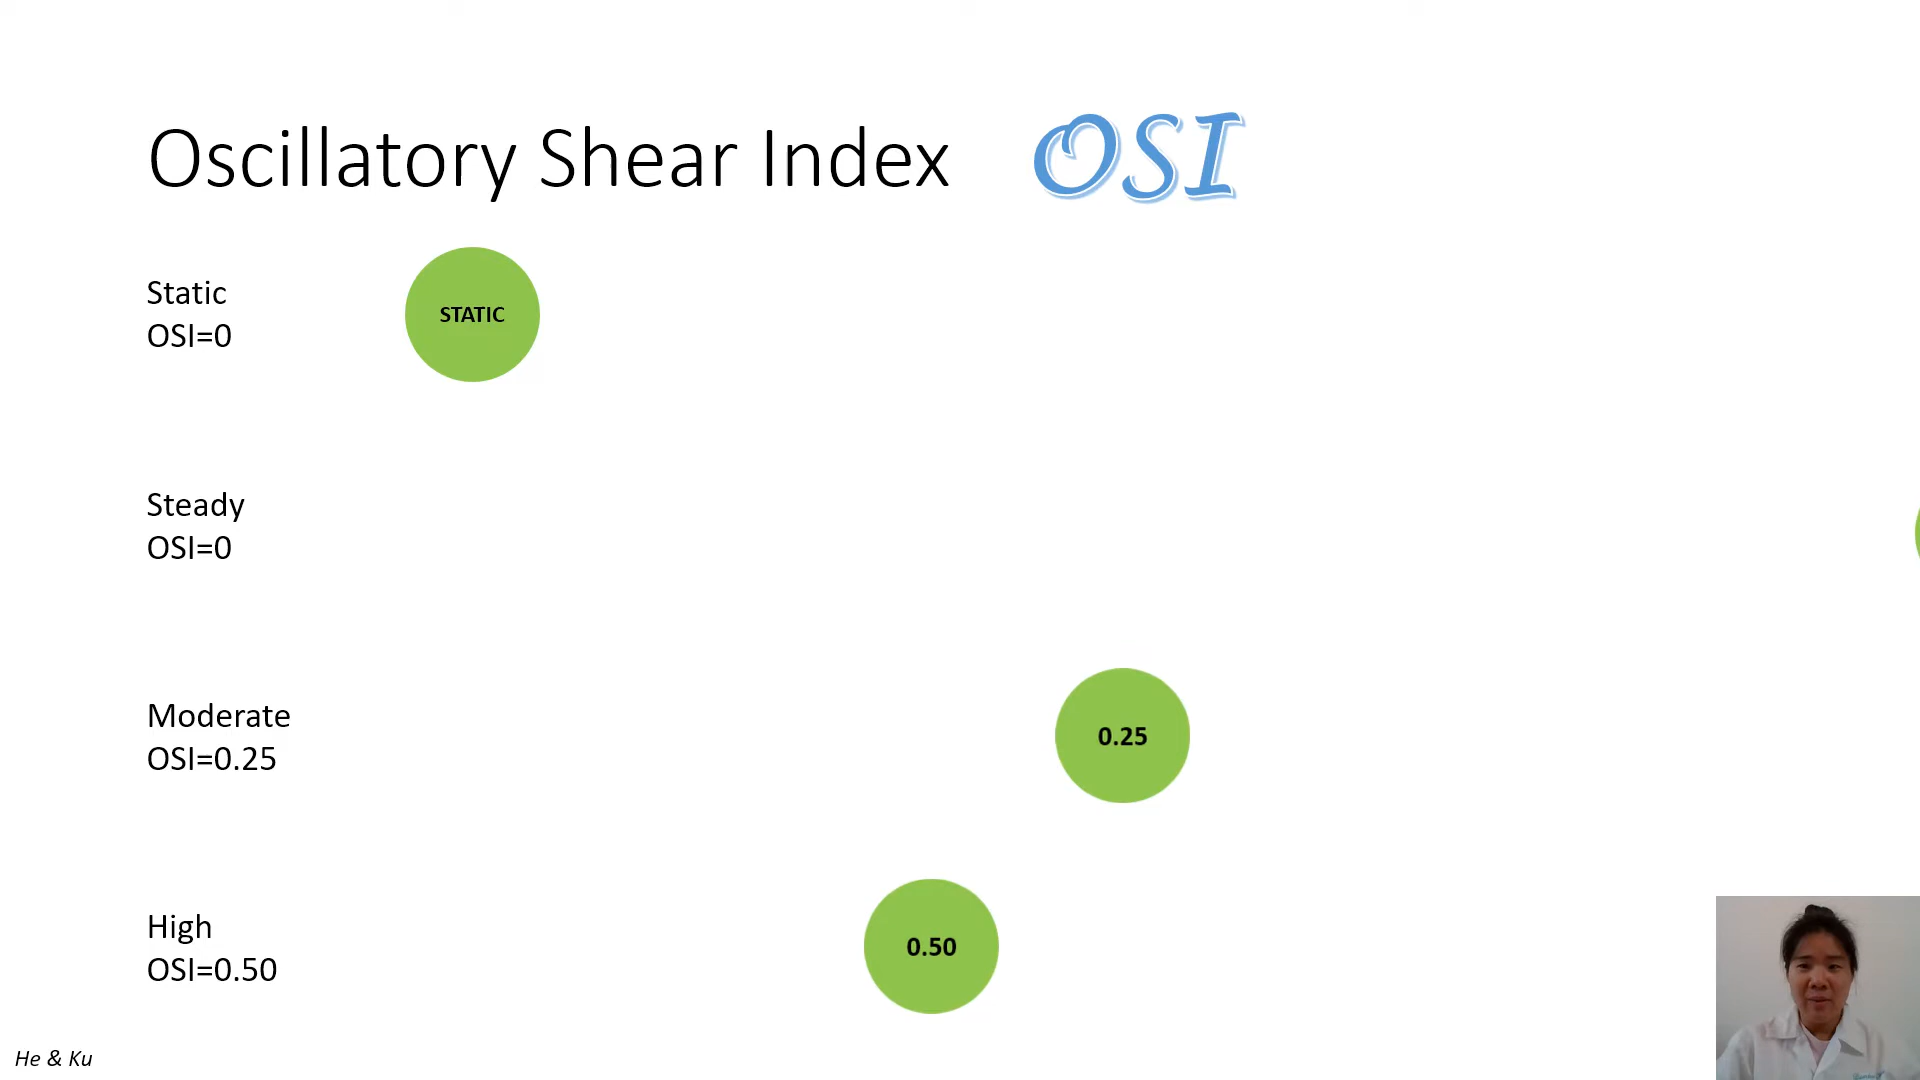 Oscillatory Shear Index OSI
Static
OSI=0
STATIC
Steady
OSI=0
Moderate
OSI=0.25
0.25
High
OSI=0.50
0.50
He & Ku